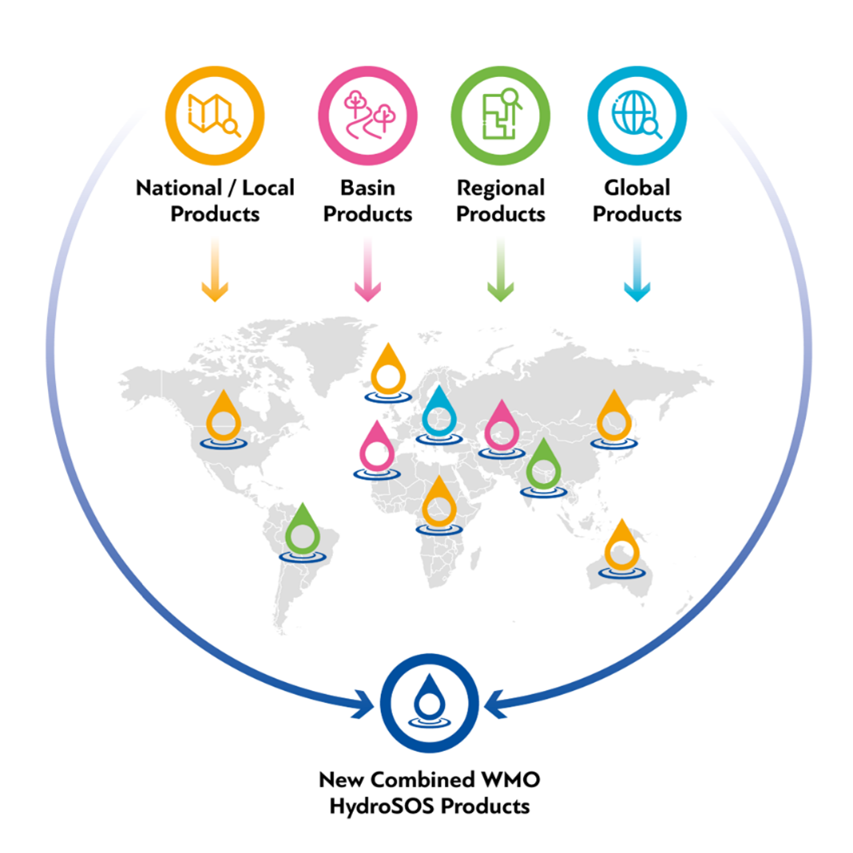 National / Local
Products
Basin
Products
Regional
Products
Global
Products
New Combined WMO
HydroSOS Products